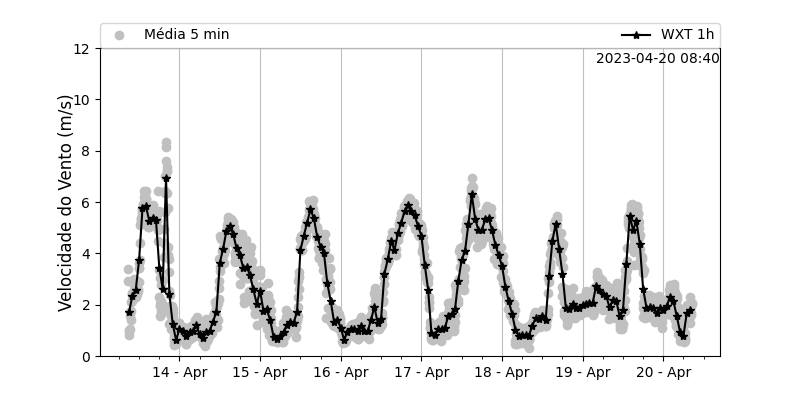 Média 5 min
WXT 1h
2023-04-20 08:40
Velocidade do Vento (m/s)
12
10
8
6
4
2
0
14 - Apr 15 - Apr 16 - Apr 17 - Apr 18 - Apr 19 - Apr 20 - Apr